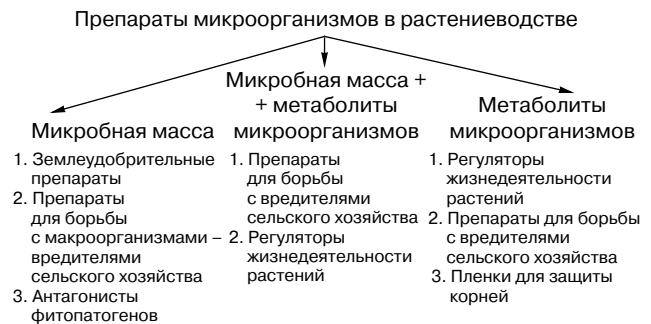 Препараты микроорганизмов в растениеводстве
Микробная масса
1. Землеудобрительные
препараты
2. Препараты
для борьбы
с макроорганизмами –
вредителями
сельского хозяйства
3. Антагонисты
фитопатогенов
Микробная масса +
+ метаболиты
микроорганизмов
1. Препараты
для борьбы
с вредителями
сельского хозяйства
2. Регуляторы
жизнедеятельности
растений
Метаболиты
микроорганизмов
1. Регуляторы
жизнедеятельности
растений
2. Препараты для борьбы
с вредителями
сельского хозяйства
3. Пленки для защиты
корней